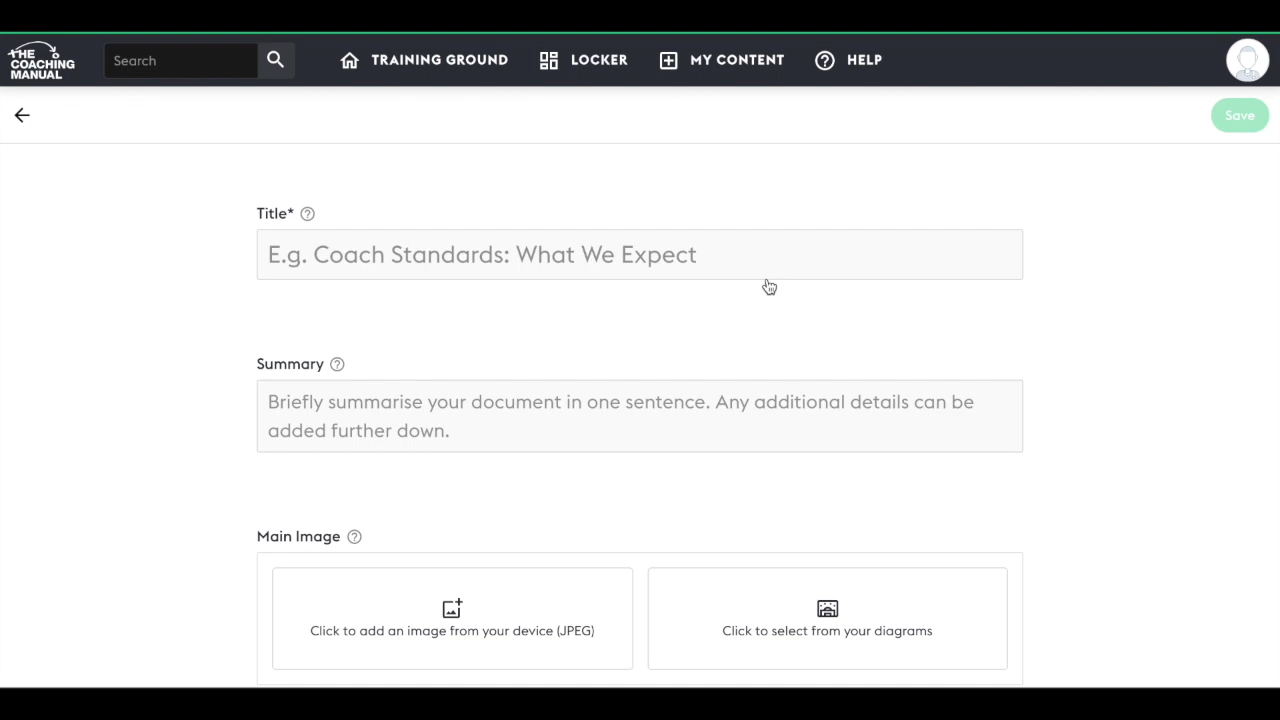 THE
COACHING
MANUAL
Search
TRAINING GROUND
LOCKER
MY CONTENT
HELP
Save
Title*
E.g. Coach Standards: What We Expect
Summary
Briefly summarise your document in one sentence. Any additional details can be
added further down.
Main Image
Click to add an image from your device (JPEG)
Click to select from your diagrams